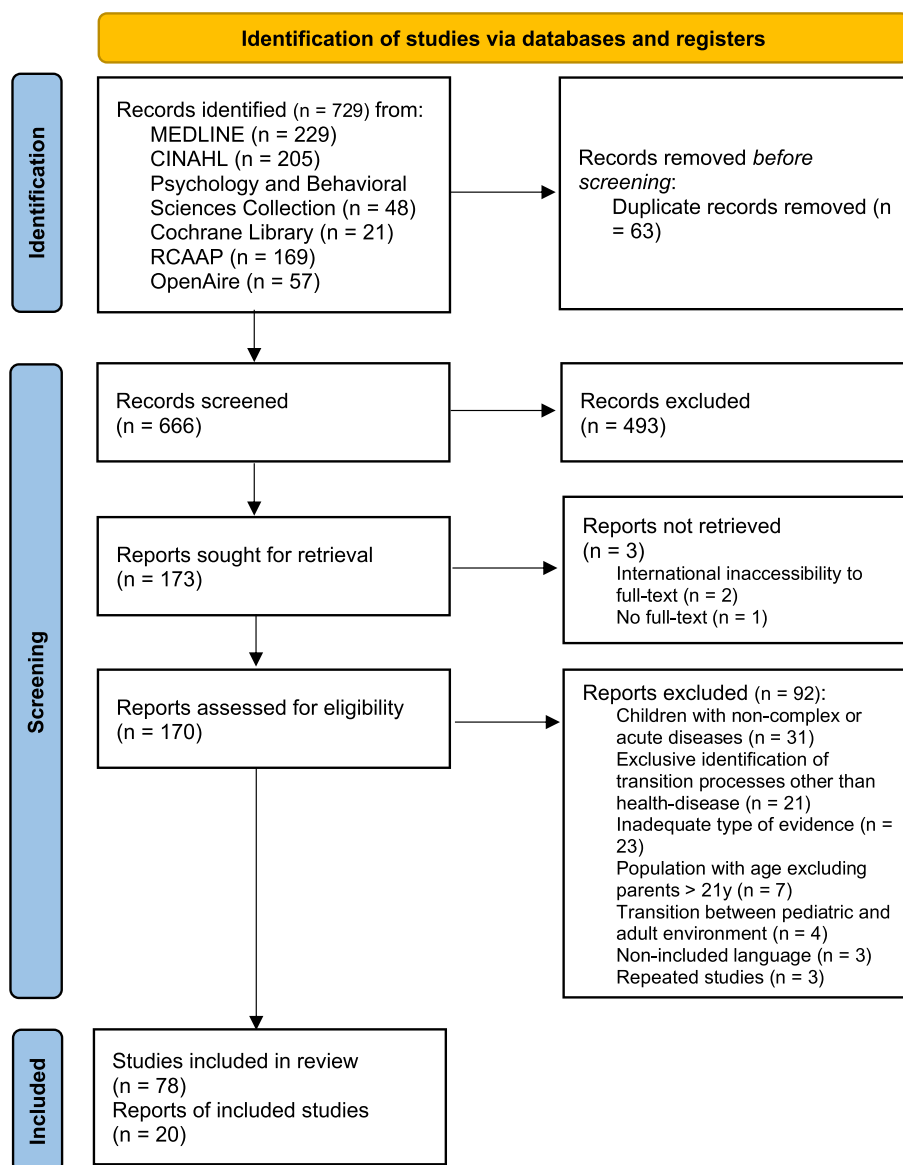 Identification of studies via databases and registers
Identification
Records identified (n = 729) from:
MEDLINE (n = 229)
CINAHL (n = 205)
Psychology and Behavioral
Sciences Collection (n = 48)
Cochrane Library (n = 21)
RCAAP (n = 169)
OpenAire (n = 57)
Records removed before
screening:
Duplicate records removed (n
= 63)
Screening
Records screened
(n = 666)
Records excluded
(n = 493)
Reports sought for retrieval
(n = 173)
Reports not retrieved
(n = 3)
International inaccessibility to
full-text (n = 2)
No full-text (n = 1)
Reports assessed for eligibility
(n = 170)
Reports excluded (n = 92):
Children with non-complex or
acute diseases (n = 31)
Exclusive identification of
transition processes other than
health-disease (n = 21)
Inadequate type of evidence (n =
23)
Population with age excluding
parents > 21y (n = 7)
Transition between pediatric and
adult environment (n = 4)
Non-included language (n = 3)
Repeated studies (n = 3)
Included
Studies included in review
(n = 78)
Reports of included studies
(n = 20)